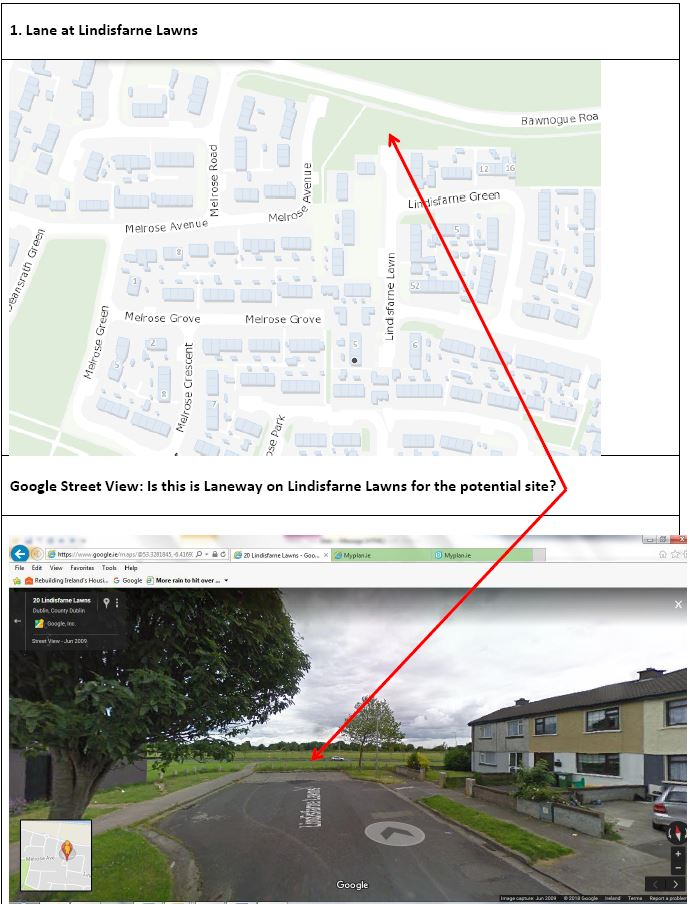 1. Lane at Lindisfarne Lawns
Bawnogue Roa
Melrose Road
Melrose Avenue
12 16
Lindisfarne Green
Melrose Avenue
Melrose Avenue
5
8
Deansrath Green
1
Lindisfarne Lawn
52
Melrose Grove
Melrose Grove
Melrose Green
2
5
6
5
Melrose Crescent
8
7
ose Park
Google Street View: Is this is Laneway on Lindisfarne Lawns for the potential site?
https://www.google.ie/maps/@53.3281845,-6.4169
20 Lindisfarne Lawns - Goo...
Myplan.ie
Myplan.ie
File Edit View Favorites Tools Help
Rebuilding Ireland's Housi...
Google
More rain to hit over ...
20 Lindisfarne Lawns
Dublin, County Dublin
Google, Inc.
Street View - Jun 2009
Lindisfarne Lawns
Melrose Ave
Google
Image capture: Jun 2009 © 2018 Google Ireland Terms Report a problem